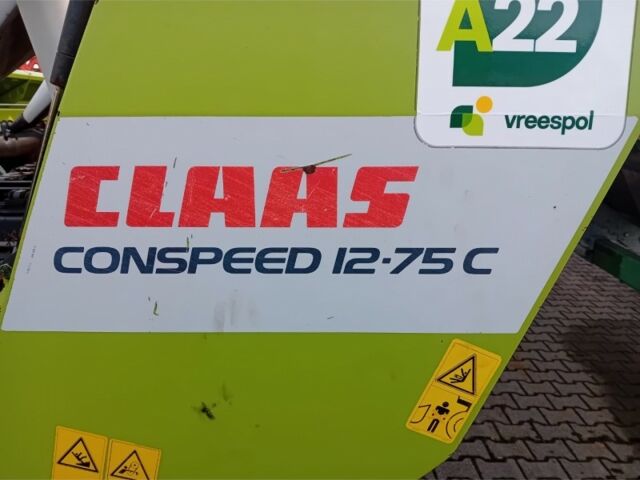 A22
vreespol
CLAAS
CONSPEED 12-75 C